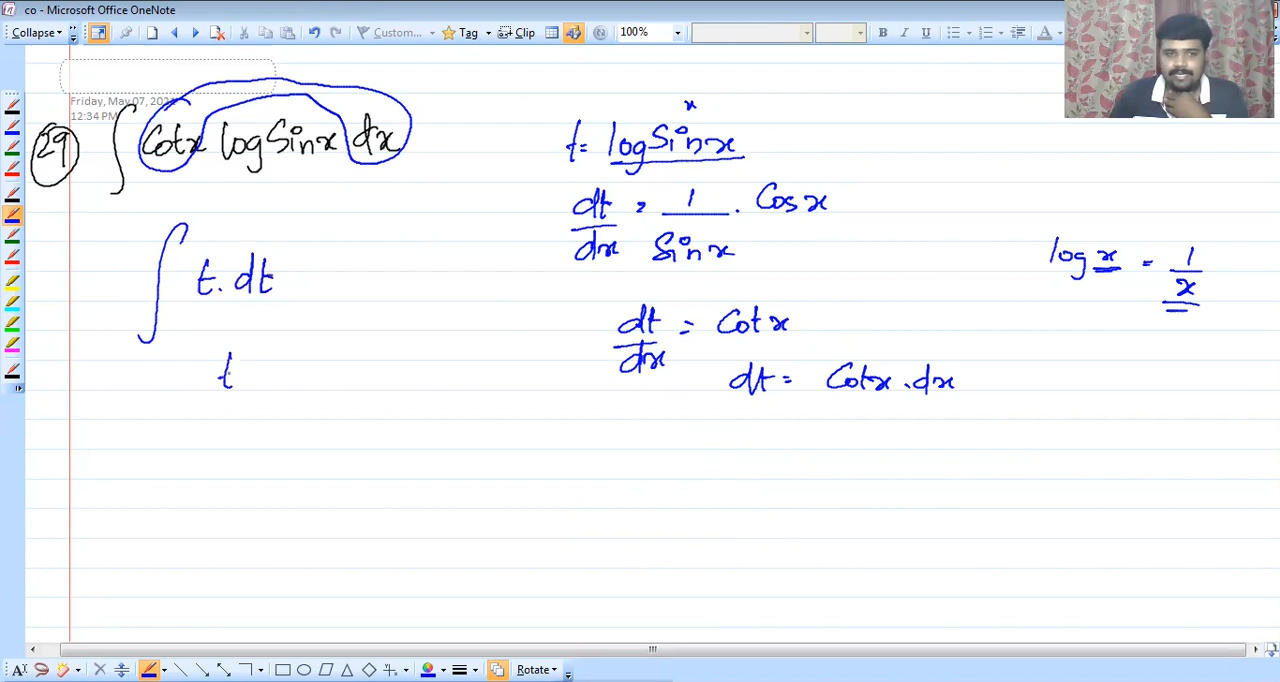 co - Microsoft Office OneNote
Collapse Custom... Tag Clip 100% B I U A
Friday, May 07, 202
12:34 PM
29 ∫ Cotx log Sinx dx
x
t = log Sinx
dt/dx = 1/Sinx . Cosx
∫ t. dt
log x = 1/x
dt/dx = Cotx
t
dt = Cotx .dx
Rotate